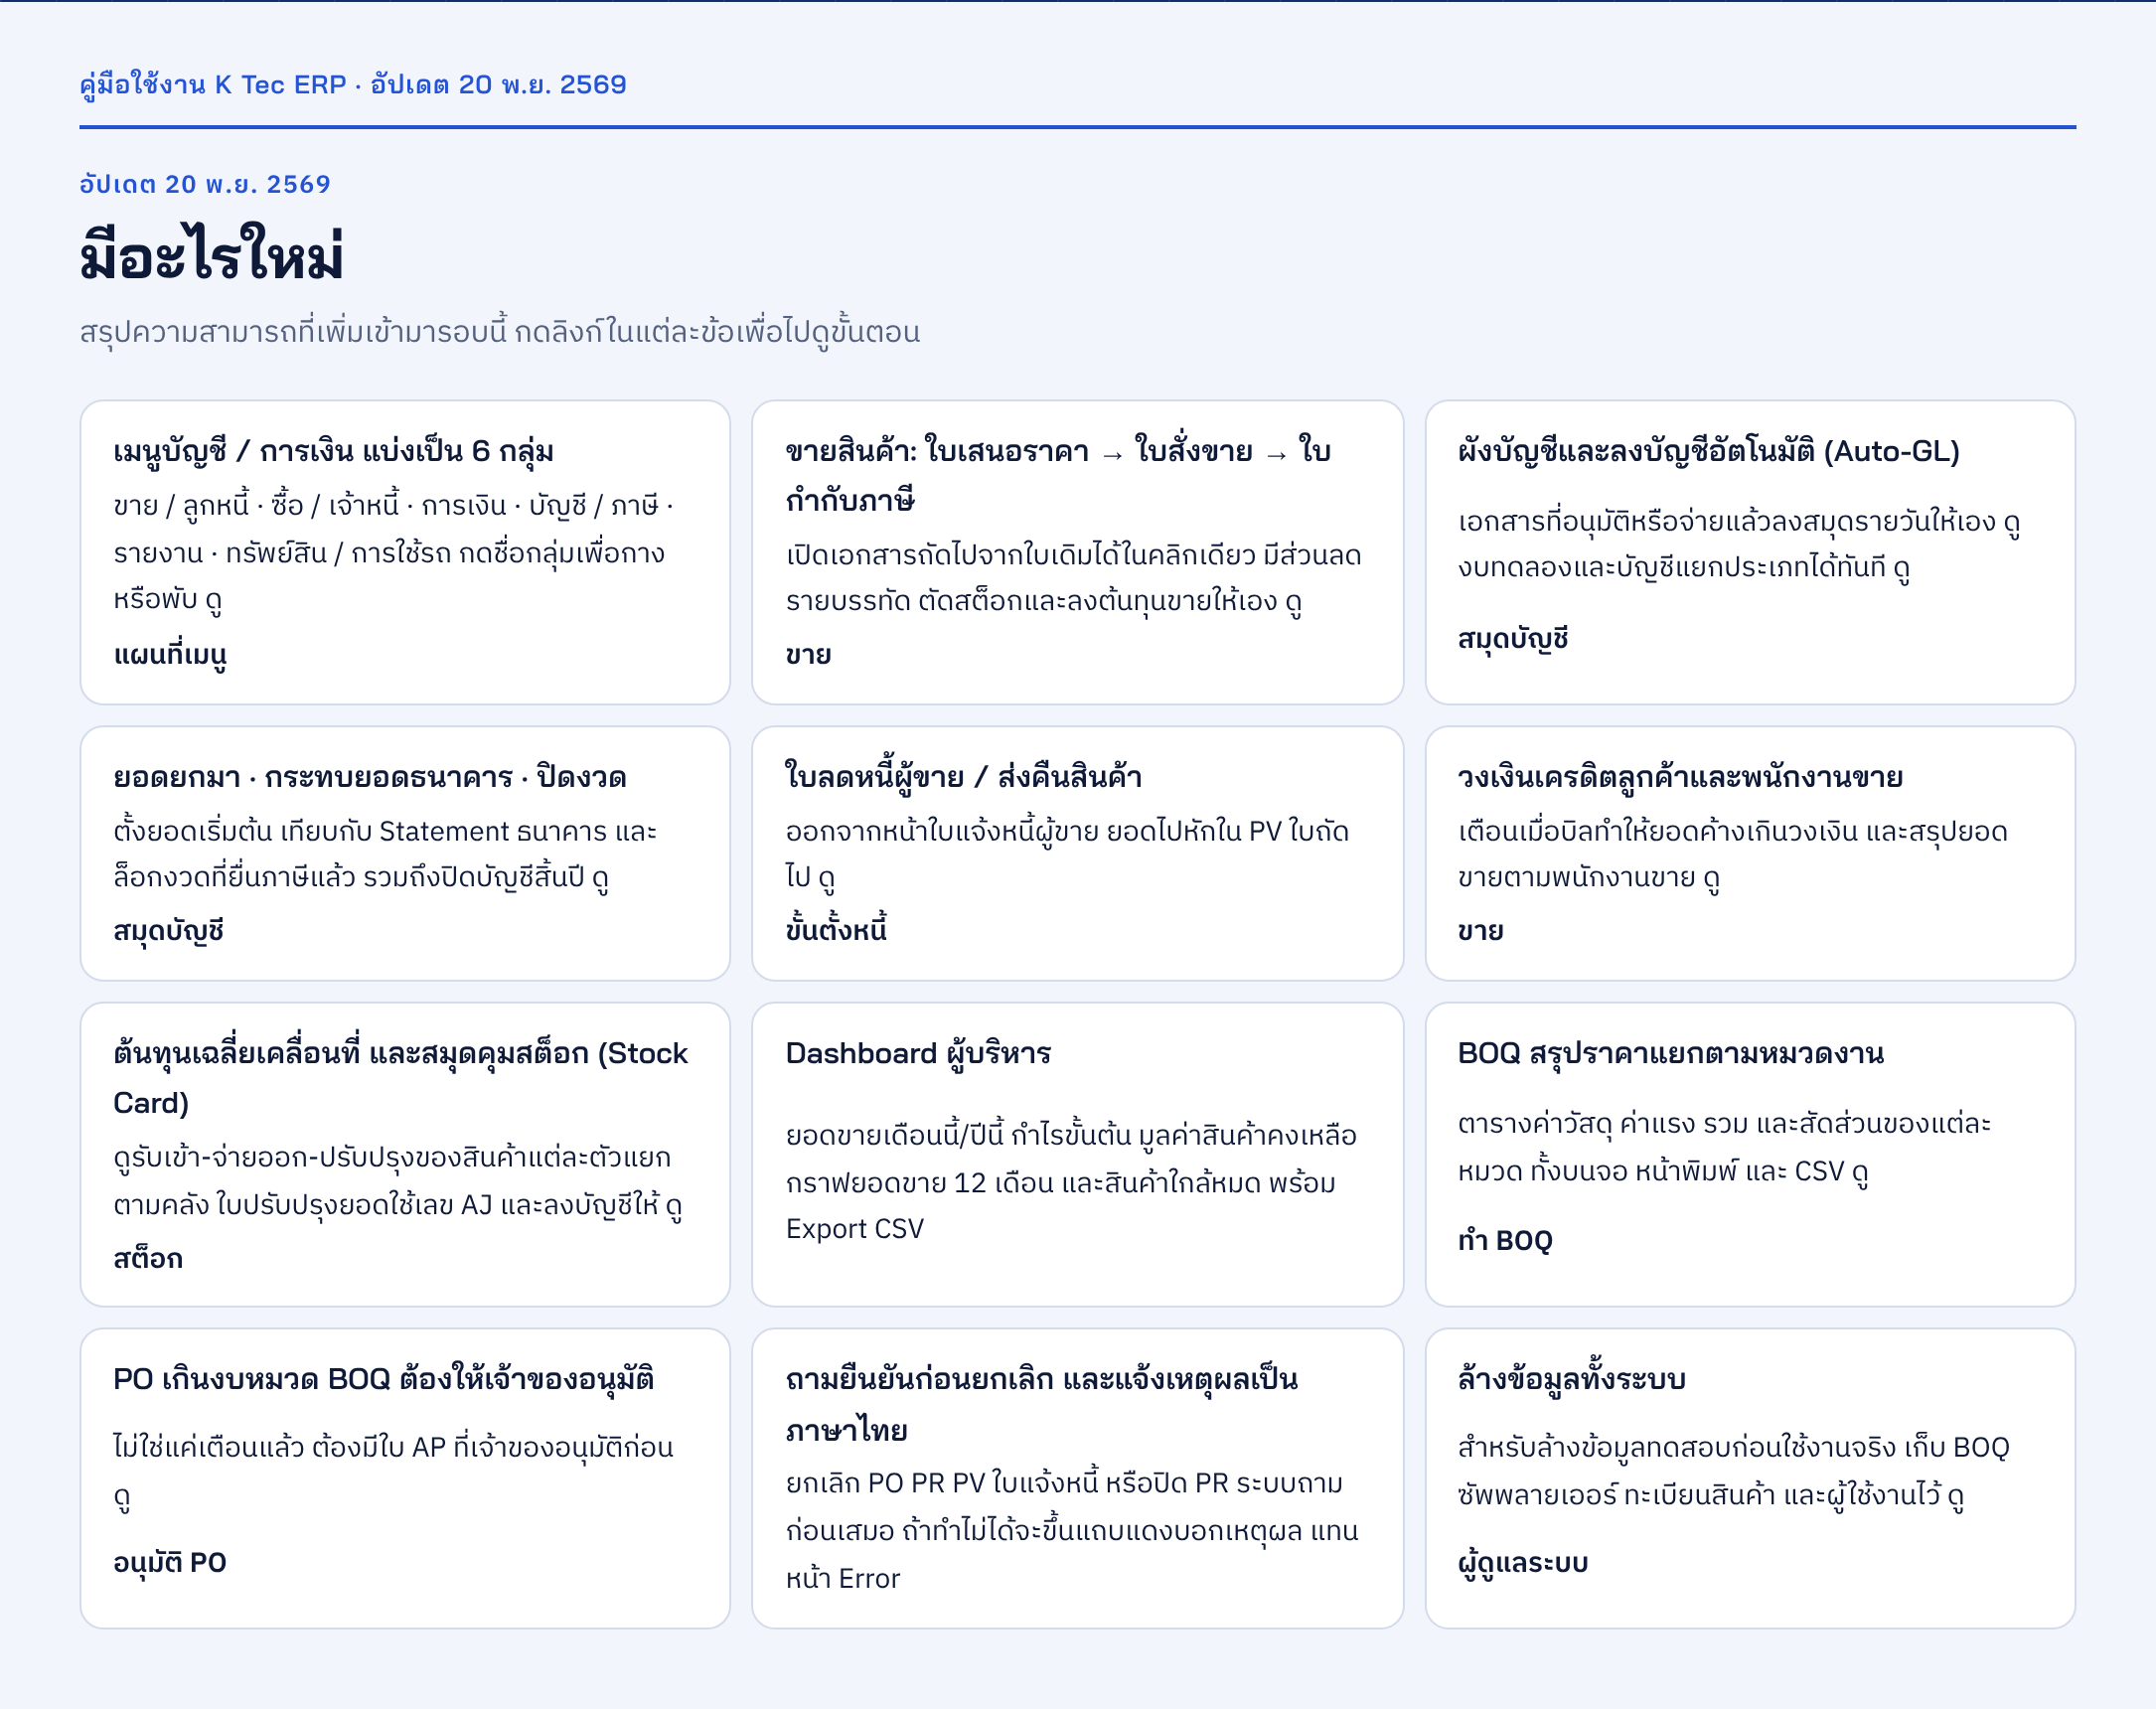 คู่มือใช้งาน K Tec ERP · อัปเดต 20 พ.ย. 2569
อัปเดต 20 พ.ย. 2569
มีอะไรใหม่
สรุปความสามารถที่เพิ่มเข้ามารอบนี้ กดลิงก์ในแต่ละข้อเพื่อไปดูขั้นตอน
เมนูบัญชี / การเงิน แบ่งเป็น 6 กลุ่ม
ขาย / ลูกหนี้ · ซื้อ / เจ้าหนี้ · การเงิน · บัญชี / ภาษี ·
รายงาน · ทรัพย์สิน / การใช้รถ กดชื่อกลุ่มเพื่อกาง
หรือพับ ดู
แผนที่เมนู
ขายสินค้า: ใบเสนอราคา → ใบสั่งขาย → ใบ
กำกับภาษี
เปิดเอกสารถัดไปจากใบเดิมได้ในคลิกเดียว มีส่วนลด
รายบรรทัด ตัดสต็อกและลงต้นทุนขายให้เอง ดู
ขาย
ผังบัญชีและลงบัญชีอัตโนมัติ (Auto-GL)
เอกสารที่อนุมัติหรือจ่ายแล้วลงสมุดรายวันให้เอง ดู
งบทดลองและบัญชีแยกประเภทได้ทันที ดู
สมุดบัญชี
ยอดยกมา · กระทบยอดธนาคาร · ปิดงวด
ตั้งยอดเริ่มต้น เทียบกับ Statement ธนาคาร และ
ล็อกงวดที่ยื่นภาษีแล้ว รวมถึงปิดบัญชีสิ้นปี ดู
สมุดบัญชี
ใบลดหนี้ผู้ขาย / ส่งคืนสินค้า
ออกจากหน้าใบแจ้งหนี้ผู้ขาย ยอดไปหักใน PV ใบถัด
ไป ดู
ขั้นตั้งหนี้
วงเงินเครดิตลูกค้าและพนักงานขาย
เตือนเมื่อบิลทำให้ยอดค้างเกินวงเงิน และสรุปยอด
ขายตามพนักงานขาย ดู
ขาย
ต้นทุนเฉลี่ยเคลื่อนที่ และสมุดคุมสต็อก (Stock
Card)
ดูรับเข้า-จ่ายออก-ปรับปรุงของสินค้าแต่ละตัวแยก
ตามคลัง ใบปรับปรุงยอดใช้เลข AJ และลงบัญชีให้ ดู
สต็อก
Dashboard ผู้บริหาร
ยอดขายเดือนนี้/ปีนี้ กำไรขั้นต้น มูลค่าสินค้าคงเหลือ
กราฟยอดขาย 12 เดือน และสินค้าใกล้หมด พร้อม
Export CSV
BOQ สรุปราคาแยกตามหมวดงาน
ตารางค่าวัสดุ ค่าแรง รวม และสัดส่วนของแต่ละ
หมวด ทั้งบนจอ หน้าพิมพ์ และ CSV ดู
ทำ BOQ
PO เกินงบหมวด BOQ ต้องให้เจ้าของอนุมัติ
ไม่ใช่แค่เตือนแล้ว ต้องมีใบ AP ที่เจ้าของอนุมัติก่อน
ดู
อนุมัติ PO
ถามยืนยันก่อนยกเลิก และแจ้งเหตุผลเป็น
ภาษาไทย
ยกเลิก PO PR PV ใบแจ้งหนี้ หรือปิด PR ระบบถาม
ก่อนเสมอ ถ้าทำไม่ได้จะขึ้นแถบแดงบอกเหตุผล แทน
หน้า Error
ล้างข้อมูลทั้งระบบ
สำหรับล้างข้อมูลทดสอบก่อนใช้งานจริง เก็บ BOQ
ซัพพลายเออร์ ทะเบียนสินค้า และผู้ใช้งานไว้ ดู
ผู้ดูแลระบบ